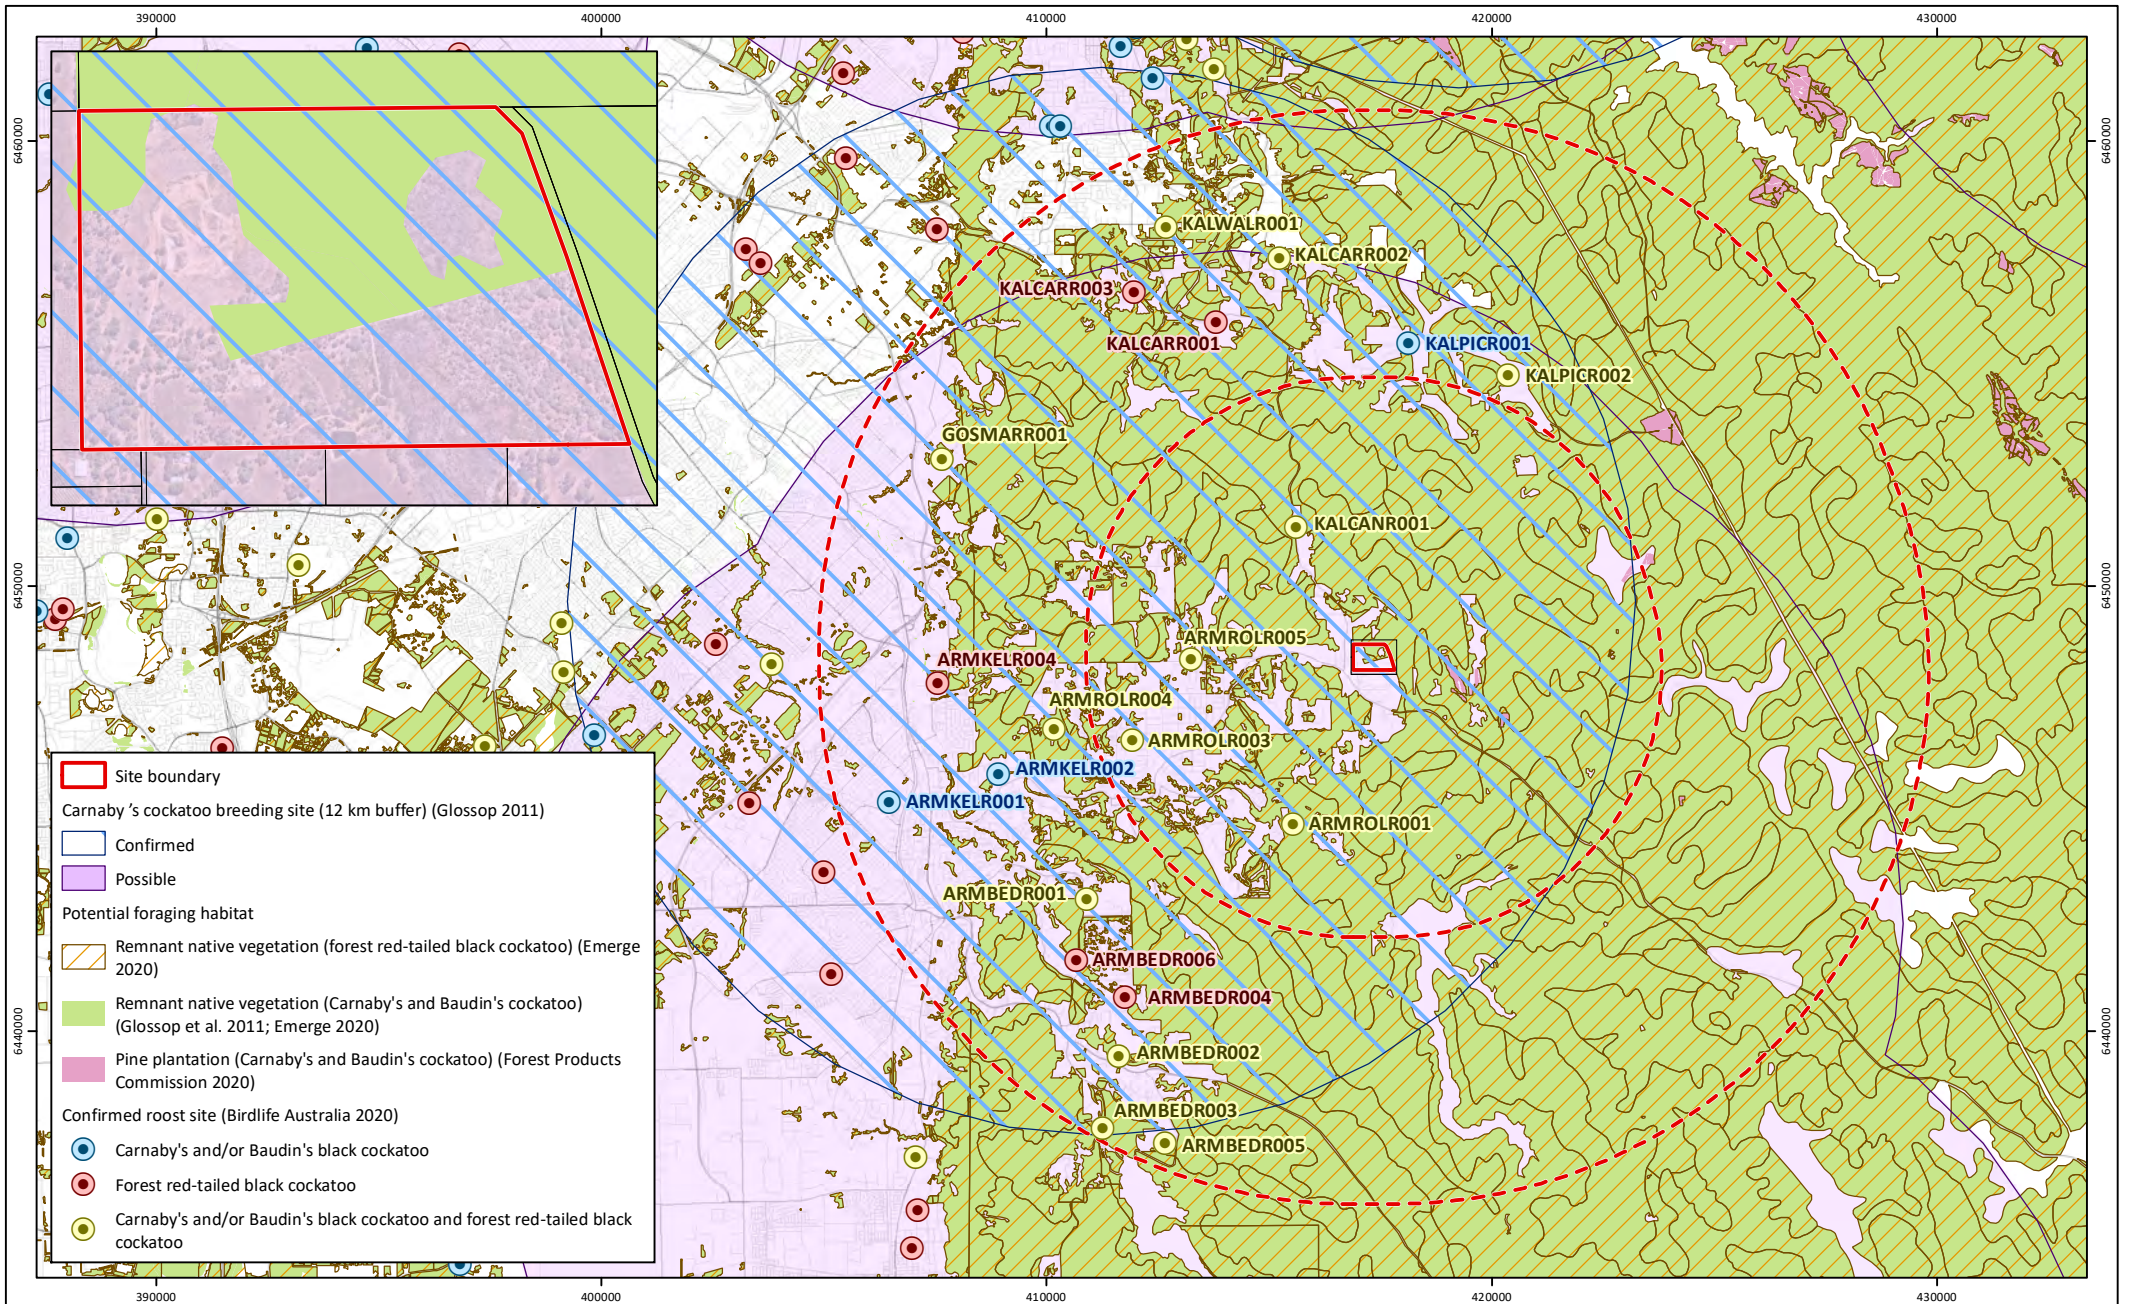 390000
400000
410000
420000
430000
6460000
6460000
KALWALR001
KALCARR002
KALCARR003
KALCARR001
KALPICR001
KALPICR002
GOSMARR001
KALCANR001
6450000
6450000
ARMROLR005
ARMKELR004
ARMROLR004
ARMROLR003
ARMKELR002
ARMKELR001
ARMROLR001
ARMBEDR001
ARMBEDR006
ARMBEDR004
6440000
6440000
ARMBEDR002
ARMBEDR003
ARMBEDR005
Site boundary
Carnaby 's cockatoo breeding site (12 km buffer) (Glossop 2011)
Confirmed
Possible
Potential foraging habitat
Remnant native vegetation (forest red-tailed black cockatoo) (Emerge
2020)
Remnant native vegetation (Carnaby's and Baudin's cockatoo)
(Glossop et al. 2011; Emerge 2020)
Pine plantation (Carnaby's and Baudin's cockatoo) (Forest Products
Commission 2020)
Confirmed roost site (Birdlife Australia 2020)
Carnaby's and/or Baudin's black cockatoo
Forest red-tailed black cockatoo
Carnaby's and/or Baudin's black cockatoo and forest red-tailed black
cockatoo
390000
400000
410000
420000
430000